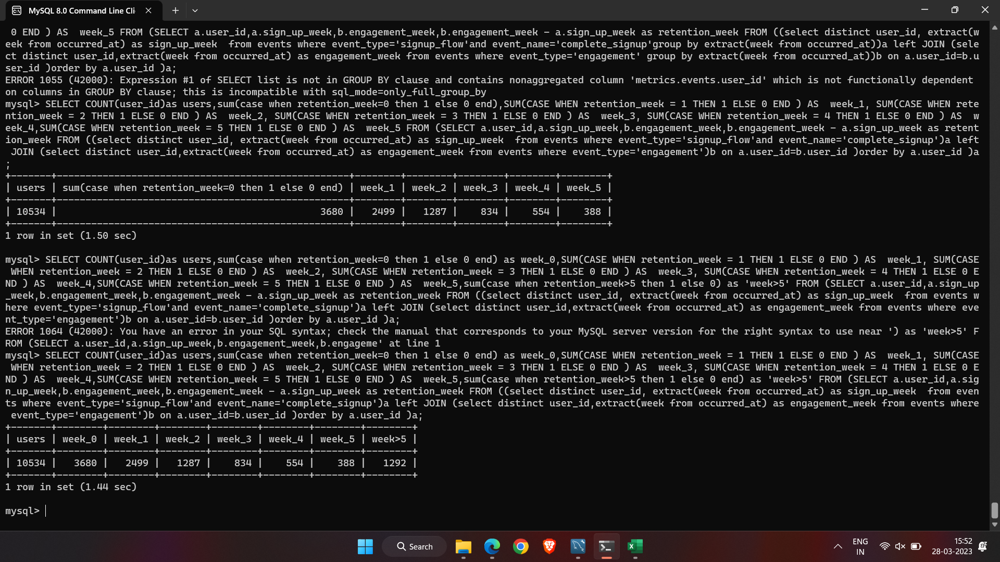 MySQL 8.0 Command Line Cli
0 END ) AS  week_5 FROM (SELECT a.user_id,a.sign_up_week,b.engagement_week,b.engagement_week - a.sign_up_week as retention_week FROM ((select distinct user_id, extract(w
eek from occurred_at) as sign_up_week  from events where event_type='signup_flow'and event_name='complete_signup'group by extract(week from occurred_at))a left JOIN (sele
ct distinct user_id,extract(week from occurred_at) as engagement_week from events where event_type='engagement' group by extract(week from occurred_at))b on a.user_id=b.u
ser_id )order by a.user_id )a;
ERROR 1055 (42000): Expression #1 of SELECT list is not in GROUP BY clause and contains nonaggregated column 'metrics.events.user_id' which is not functionally dependent
on columns in GROUP BY clause; this is incompatible with sql_mode=only_full_group_by
mysql> SELECT COUNT(user_id)as users,sum(case when retention_week=0 then 1 else 0 end),SUM(CASE WHEN retention_week = 1 THEN 1 ELSE 0 END ) AS  week_1, SUM(CASE WHEN rete
ntion_week = 2 THEN 1 ELSE 0 END ) AS  week_2, SUM(CASE WHEN retention_week = 3 THEN 1 ELSE 0 END ) AS  week_3, SUM(CASE WHEN retention_week = 4 THEN 1 ELSE 0 END ) AS  w
eek_4,SUM(CASE WHEN retention_week = 5 THEN 1 ELSE 0 END ) AS  week_5 FROM (SELECT a.user_id,a.sign_up_week,b.engagement_week,b.engagement_week - a.sign_up_week as retent
ion_week FROM ((select distinct user_id, extract(week from occurred_at) as sign_up_week  from events where event_type='signup_flow'and event_name='complete_signup')a left
 JOIN (select distinct user_id,extract(week from occurred_at) as engagement_week from events where event_type='engagement')b on a.user_id=b.user_id )order by a.user_id )a
;
| users | sum(case when retention_week=0 then 1 else 0 end) | week_1 | week_2 | week_3 | week_4 | week_5 |
| 10534 | 3680 | 2499 | 1287 | 834 | 554 | 388 |
1 row in set (1.50 sec)
mysql> SELECT COUNT(user_id)as users,sum(case when retention_week=0 then 1 else 0 end) as week_0,SUM(CASE WHEN retention_week = 1 THEN 1 ELSE 0 END ) AS  week_1, SUM(CASE
 WHEN retention_week = 2 THEN 1 ELSE 0 END ) AS  week_2, SUM(CASE WHEN retention_week = 3 THEN 1 ELSE 0 END ) AS  week_3, SUM(CASE WHEN retention_week = 4 THEN 1 ELSE 0 E
ND ) AS  week_4,SUM(CASE WHEN retention_week = 5 THEN 1 ELSE 0 END ) AS  week_5,sum(case when retention_week>5 then 1 else 0) as 'week>5' FROM (SELECT a.user_id,a.sign_up
_week,b.engagement_week,b.engagement_week - a.sign_up_week as retention_week FROM ((select distinct user_id, extract(week from occurred_at) as sign_up_week  from events w
here event_type='signup_flow'and event_name='complete_signup')a left JOIN (select distinct user_id,extract(week from occurred_at) as engagement_week from events where eve
nt_type='engagement')b on a.user_id=b.user_id )order by a.user_id )a;
ERROR 1064 (42000): You have an error in your SQL syntax; check the manual that corresponds to your MySQL server version for the right syntax to use near ') as 'week>5' F
ROM (SELECT a.user_id,a.sign_up_week,b.engagement_week,b.engageme' at line 1
mysql> SELECT COUNT(user_id)as users,sum(case when retention_week=0 then 1 else 0 end) as week_0,SUM(CASE WHEN retention_week = 1 THEN 1 ELSE 0 END ) AS  week_1, SUM(CASE
 WHEN retention_week = 2 THEN 1 ELSE 0 END ) AS  week_2, SUM(CASE WHEN retention_week = 3 THEN 1 ELSE 0 END ) AS  week_3, SUM(CASE WHEN retention_week = 4 THEN 1 ELSE 0 E
ND ) AS  week_4,SUM(CASE WHEN retention_week = 5 THEN 1 ELSE 0 END ) AS  week_5,sum(case when retention_week>5 then 1 else 0 end) as 'week>5' FROM (SELECT a.user_id,a.sig
n_up_week,b.engagement_week,b.engagement_week - a.sign_up_week as retention_week FROM ((select distinct user_id, extract(week from occurred_at) as sign_up_week  from even
ts where event_type='signup_flow'and event_name='complete_signup')a left JOIN (select distinct user_id,extract(week from occurred_at) as engagement_week from events where
 event_type='engagement')b on a.user_id=b.user_id )order by a.user_id )a;
| users | week_0 | week_1 | week_2 | week_3 | week_4 | week_5 | week>5 |
| 10534 | 3680 | 2499 | 1287 | 834 | 554 | 388 | 1292 |
1 row in set (1.44 sec)
mysql>
Search
ENG
IN
15:52
28-03-2023